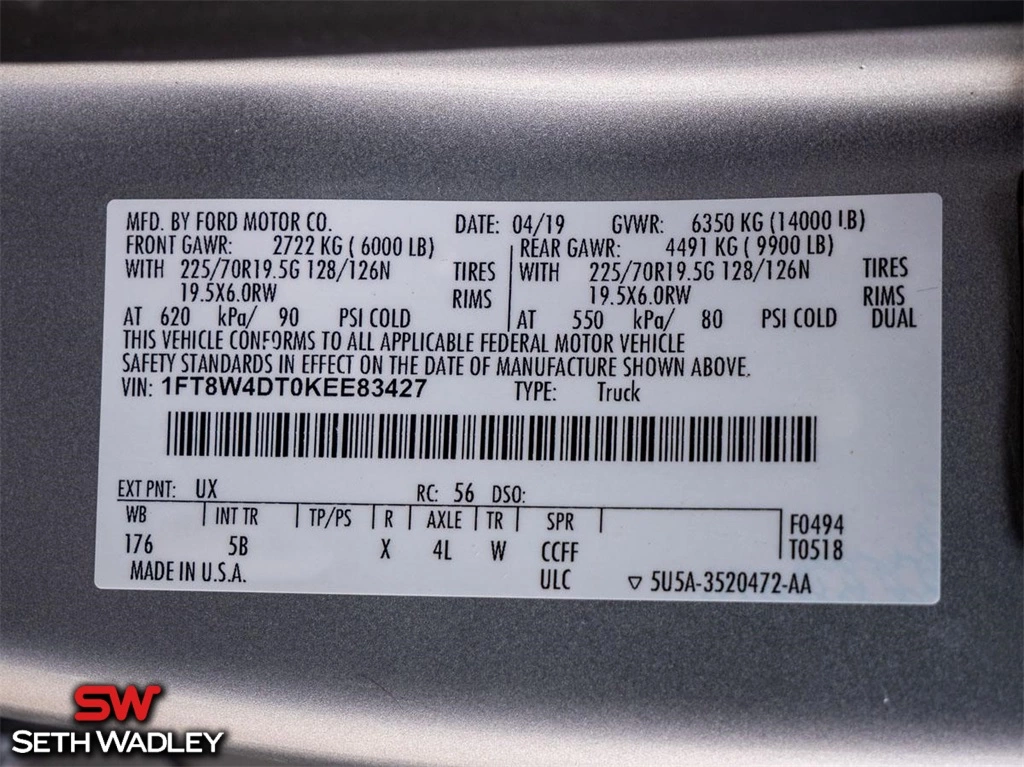 MFD. BY FORD MOTOR CO. DATE: 04/19 GVWR: 6350 KG (14000 LB)
FRONT GAWR: 2722 KG ( 6000 LB) REAR GAWR: 4491 KG ( 9900 LB)
WITH 225/70R19.5G 128/126N TIRES WITH 225/70R19.5G 128/126N TIRES
19.5X6.0RW RIMS 19.5X6.0RW RIMS
AT 620 kPa/ 90 PSI COLD AT 550 kPa/ 80 PSI COLD DUAL
THIS VEHICLE CONFORMS TO ALL APPLICABLE FEDERAL MOTOR VEHICLE
SAFETY STANDARDS IN EFFECT ON THE DATE OF MANUFACTURE SHOWN ABOVE.
VIN: 1FT8W4DT0KEE83427 TYPE: Truck
EXT PNT: UX RC: 56 DSO:
WB INT TR TP/PS R AXLE TR SPR F0494
176 5B X 4L W CCFF T0518
MADE IN U.S.A. ULC ▽ 5U5A-3520472-AA
SW
SETH WADLEY